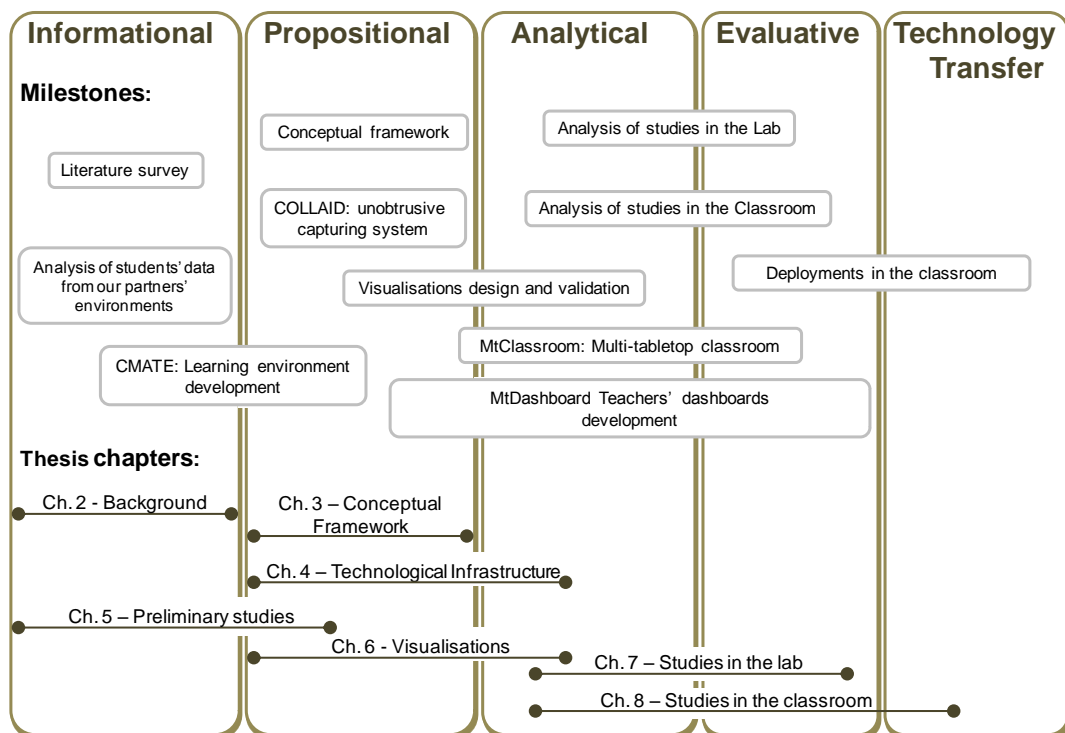 Informational
Propositional
Analytical
Evaluative
Technology
Transfer
Milestones:
Conceptual framework
Analysis of studies in the Lab
Literature survey
COLLAID: unobtrusive
capturing system
Analysis of studies in the Classroom
Analysis of students' data
from our partners'
environments
Deployments in the classroom
Visualisations design and validation
MtClassroom: Multi-tabletop classroom
CMATE: Learning environment
development
MtDashboard Teachers' dashboards
development
Thesis chapters:
Ch. 2 - Background
Ch. 3 – Conceptual
Framework
Ch. 4 – Technological Infrastructure
Ch. 5 – Preliminary studies
Ch. 6 - Visualisations
Ch. 7 – Studies in the lab
Ch. 8 – Studies in the classroom